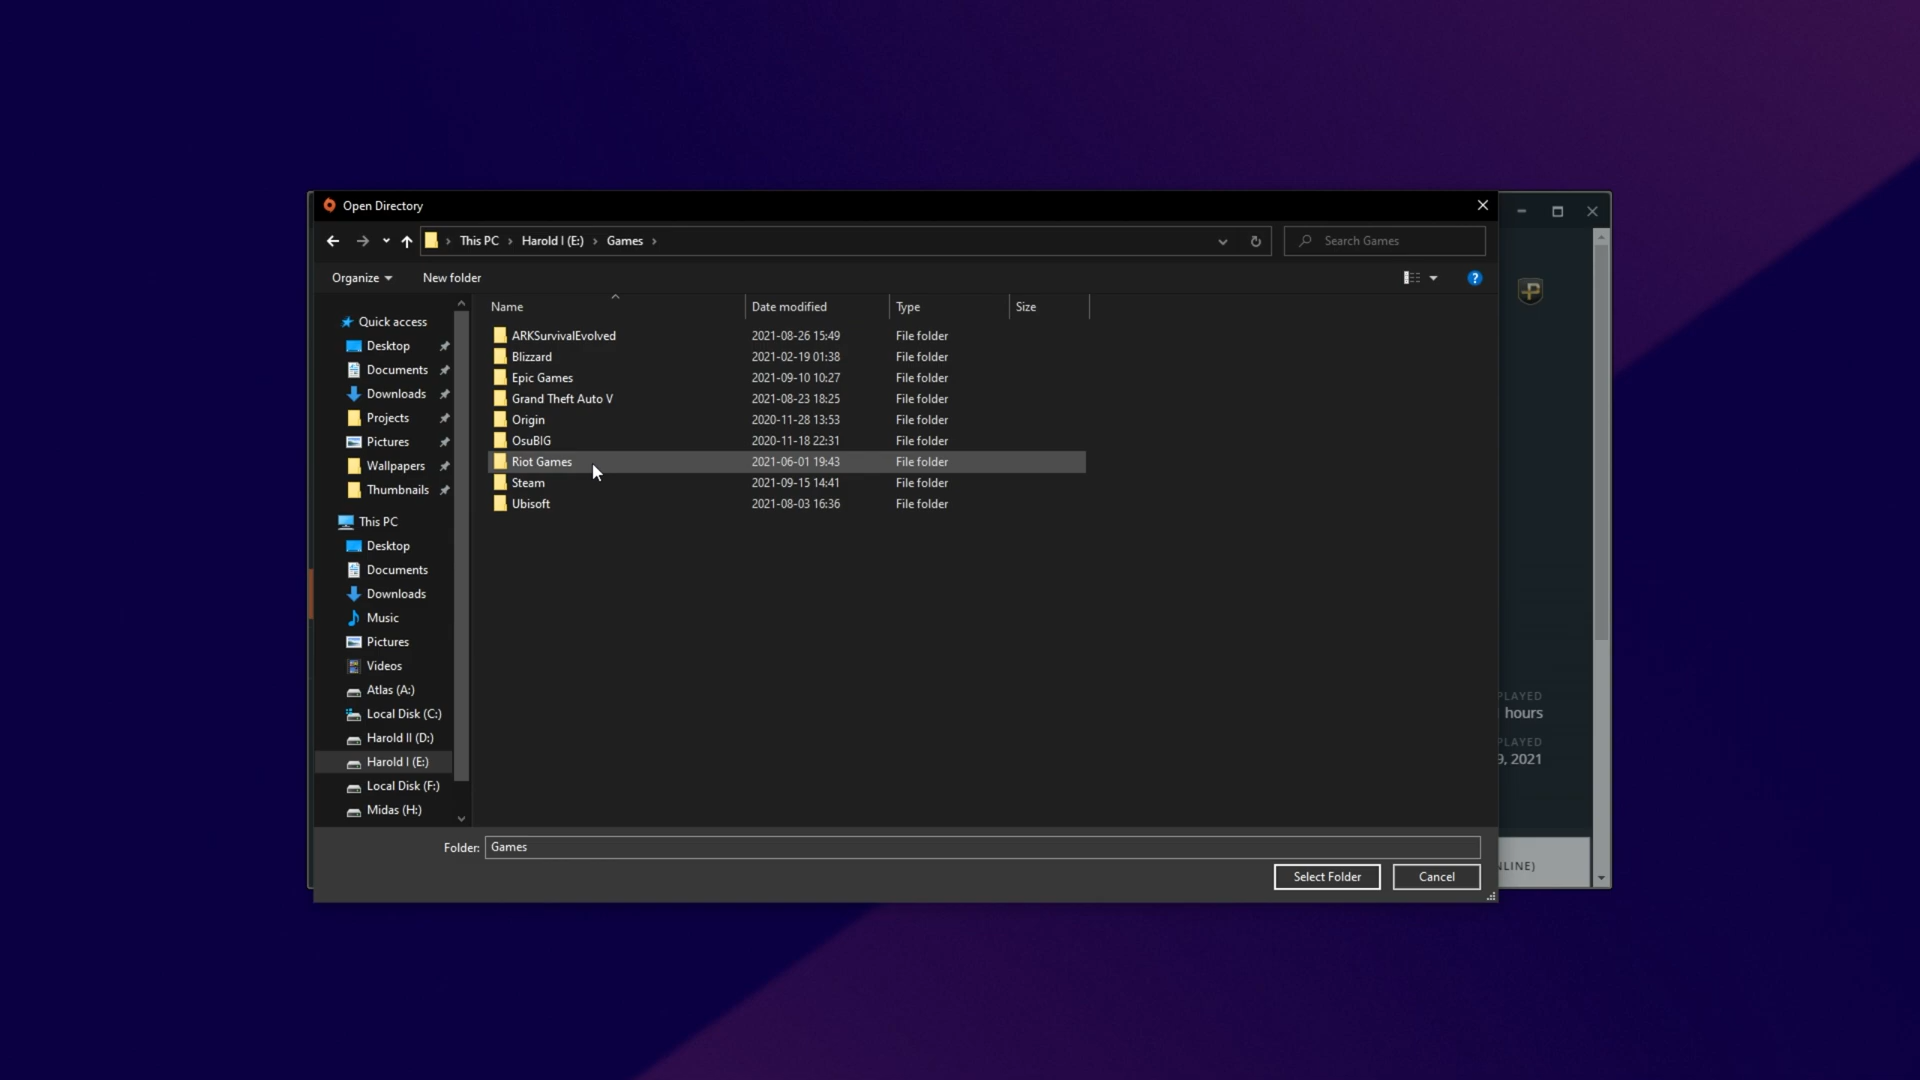 Open Directory
This PC > Harold I (E:) > Games >
Search Games
Organize New folder
Name Date modified Type Size
Quick access
Desktop
Documents
Downloads
Projects
Pictures
Wallpapers
Thumbnails
This PC
Desktop
Documents
Downloads
Music
Pictures
Videos
Atlas (A:)
Local Disk (C:)
Harold II (D:)
Harold I (E:)
Local Disk (F:)
Midas (H:)
ARKSurvivalEvolved 2021-08-26 15:49 File folder
Blizzard 2021-02-19 01:38 File folder
Epic Games 2021-09-10 10:27 File folder
Grand Theft Auto V 2021-08-23 18:25 File folder
Origin 2020-11-28 13:53 File folder
OsuBIG 2020-11-18 22:31 File folder
Riot Games 2021-06-01 19:43 File folder
Steam 2021-09-15 14:41 File folder
Ubisoft 2021-08-03 16:36 File folder
PLAYED
hours
PLAYED
9, 2021
NLINE)
Folder: Games
Select Folder Cancel